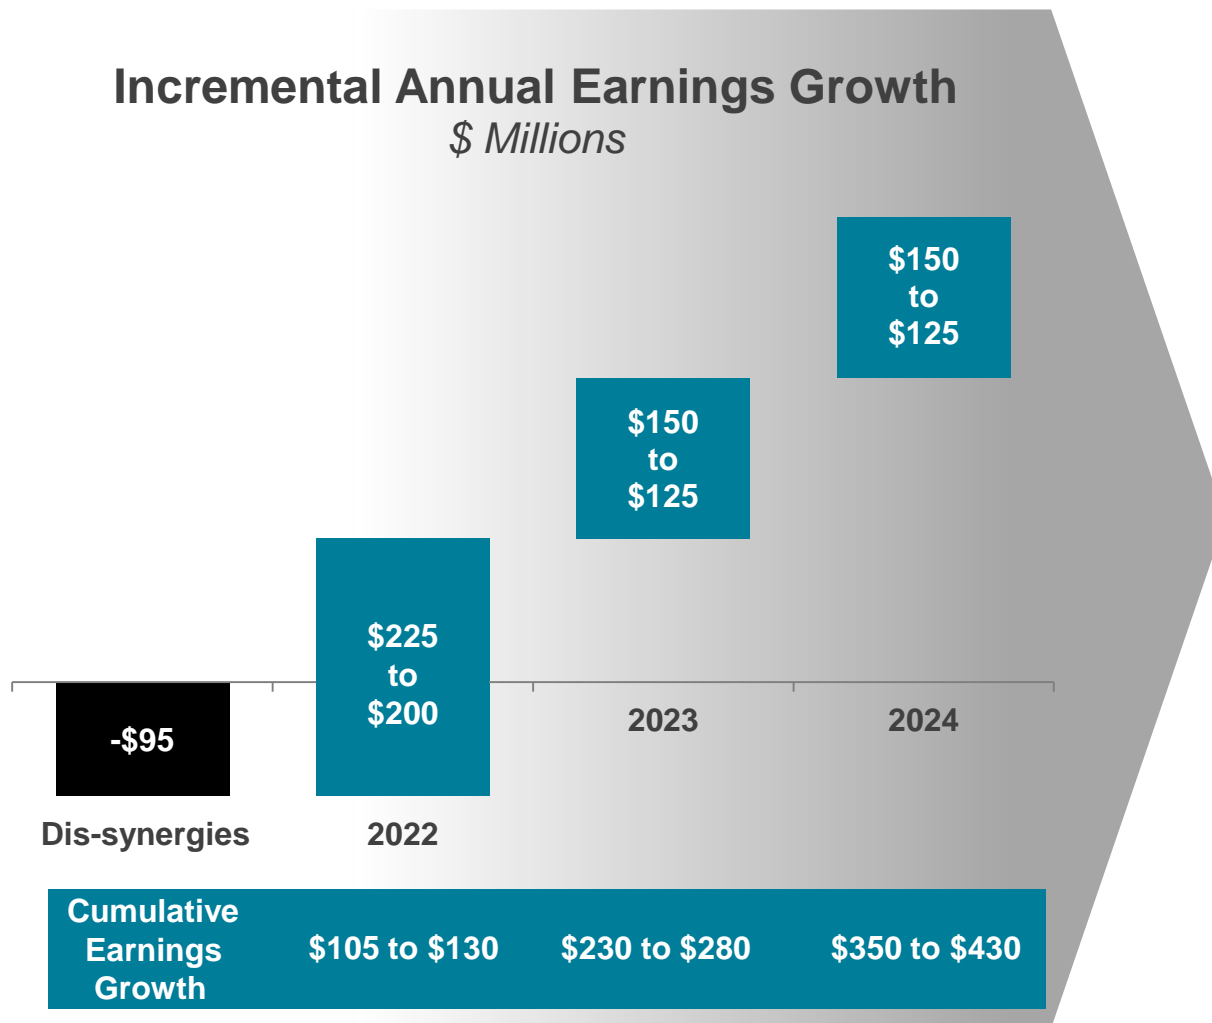 Incremental Annual Earnings Growth
$ Millions
$150
to
$125
$150
to
$125
$225
to
$200
-$95
2023
2024
Dis-synergies
2022
Cumulative
Earnings
Growth
$105 to $130
$230 to $280
$350 to $430